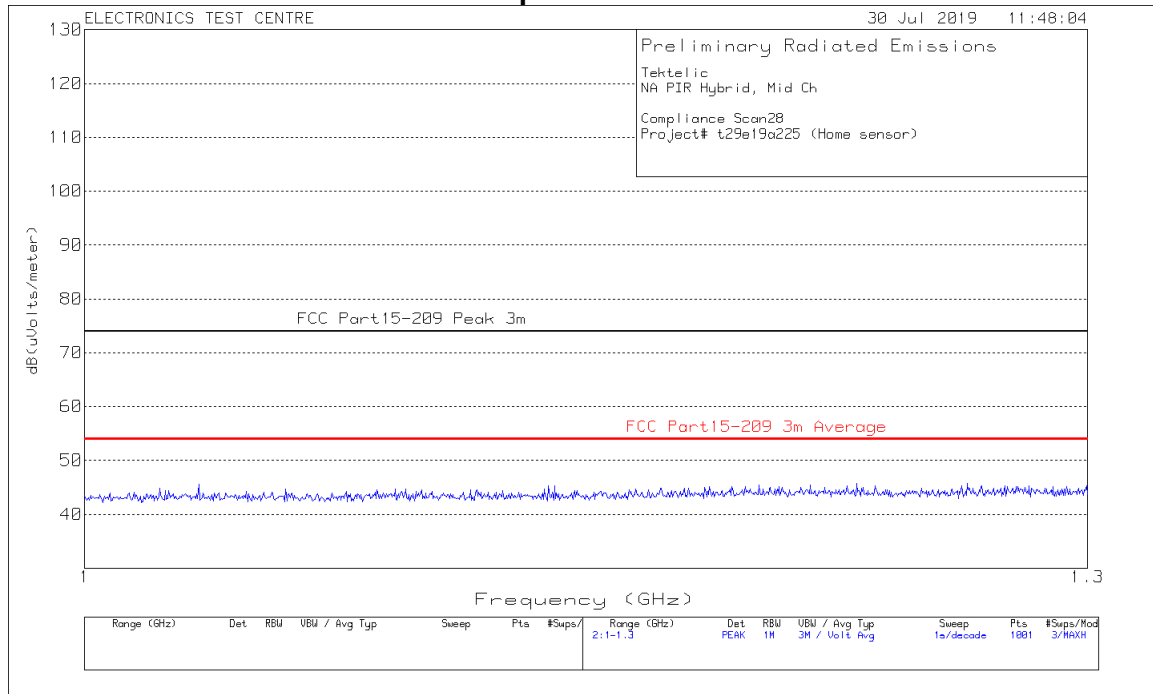 ELECTRONICS TEST CENTRE 30 Jul 2019 11:48:04
Preliminary Radiated Emissions
Tektelic
NA PIR Hybrid, Mid Ch
Compliance Scan28
Project# t29e19a225 (Home sensor)
130
120
110
100
90
80
70
60
50
40
dB(uVolts/meter)
FCC Part15-209 Peak 3m
FCC Part15-209 3m Average
1 1.3
Frequency (GHz)
Range (GHz) Det RBW VBW / Avg Typ Sweep Pts #Swps/ Range (GHz) Det RBW VBW / Avg Typ Sweep Pts #Swps/Mod
2:1-1.3 PEAK 1M 3M / Volt Avg 1s/decade 1001 3/MAXH